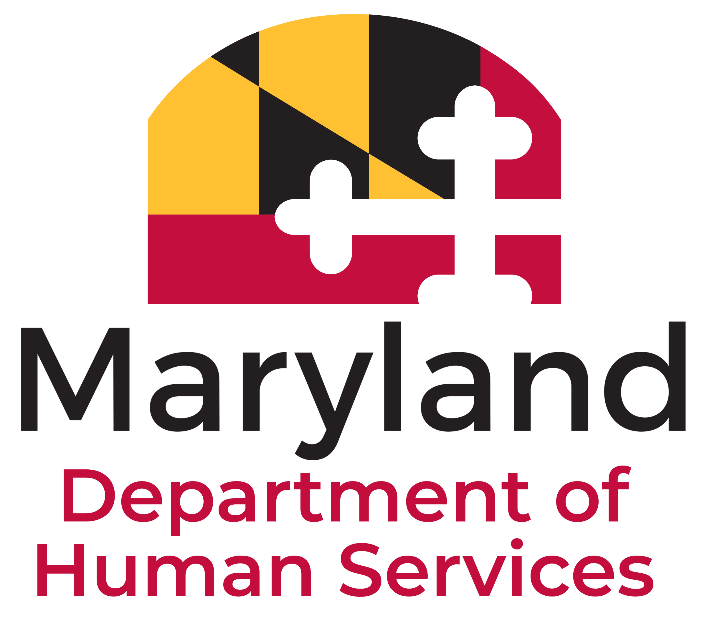 Maryland
Department of
Human Services